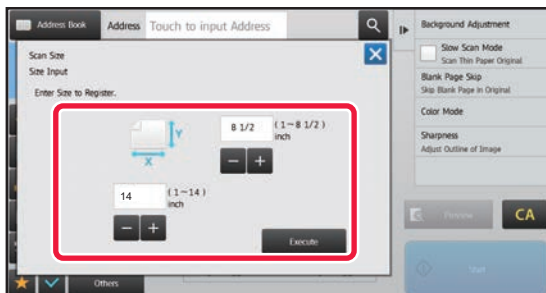 Address Book
Address
Touch to input Address
Background Adjustment
Scan Size
Size Input
Enter Size to Register.
Y
X
8 1/2
(1~8 1/2)
inch
14
(1~14)
inch
Execute
Slow Scan Mode
Scan Thin Paper Original
Blank Page Skip
Skip Blank Page in Original
Color Mode
Sharpness
Adjust Outline of Image
Preview
CA
Start
Others